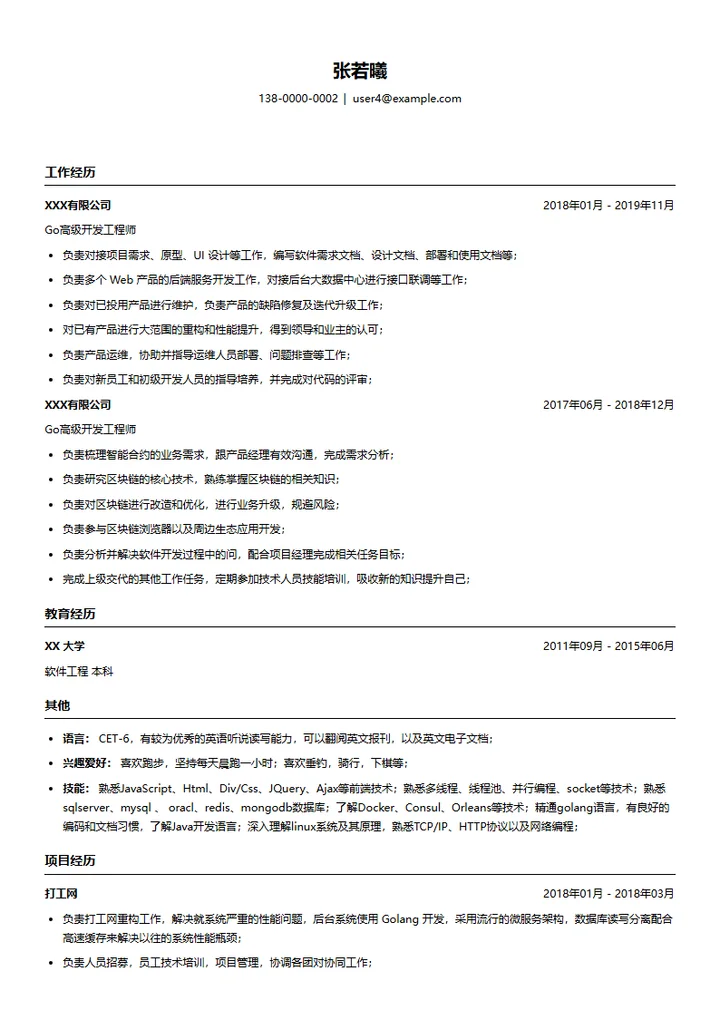 张若曦
138-0000-0002 | user4@example.com
工作经历
XXX有限公司 2018年01月 - 2019年11月
Go高级开发工程师
• 负责对接项目需求、原型、UI 设计等工作，编写软件需求文档、设计文档、部署和使用文档等；
• 负责多个 Web 产品的后端服务开发工作，对接后台大数据中心进行接口联调等工作；
• 负责对已投用产品进行维护，负责产品的缺陷修复及迭代升级工作；
• 对已有产品进行大范围的重构和性能提升，得到领导和业主的认可；
• 负责产品运维，协助并指导运维人员部署、问题排查等工作；
• 负责对新员工和初级开发人员的指导培养，并完成对代码的评审；
XXX有限公司 2017年06月 - 2018年12月
Go高级开发工程师
• 负责梳理智能合约的业务需求，跟产品经理有效沟通，完成需求分析；
• 负责研究区块链的核心技术，熟练掌握区块链的相关知识；
• 负责对区块链进行改造和优化，进行业务升级，规避风险；
• 负责参与区块链浏览器以及周边生态应用开发；
• 负责分析并解决软件开发过程中的问，配合项目经理完成相关任务目标；
• 完成上级交代的其他工作任务，定期参加技术人员技能培训，吸收新的知识提升自己；
教育经历
XX 大学 2011年09月 - 2015年06月
软件工程 本科
其他
• 语言： CET-6，有较为优秀的英语听说读写能力，可以翻阅英文报刊，以及英文电子文档；
• 兴趣爱好： 喜欢跑步，坚持每天晨跑一小时；喜欢垂钓，骑行，下棋等；
• 技能： 熟悉JavaScript、Html、Div/Css、JQuery、Ajax等前端技术；熟悉多线程、线程池、并行编程、socket等技术；熟悉
sqlserver、mysql 、 oracl、redis、mongodb数据库；了解Docker、Consul、Orleans等技术；精通golang语言，有良好的
编码和文档习惯，了解Java开发语言；深入理解linux系统及其原理，熟悉TCP/IP、HTTP协议以及网络编程；
项目经历
打工网 2018年01月 - 2018年03月
• 负责打工网重构工作，解决就系统严重的性能问题，后台系统使用 Golang 开发，采用流行的微服务架构，数据库读写分离配合
高速缓存来解决以往的系统性能瓶颈；
• 负责人员招募，员工技术培训，项目管理，协调各团对协同工作；